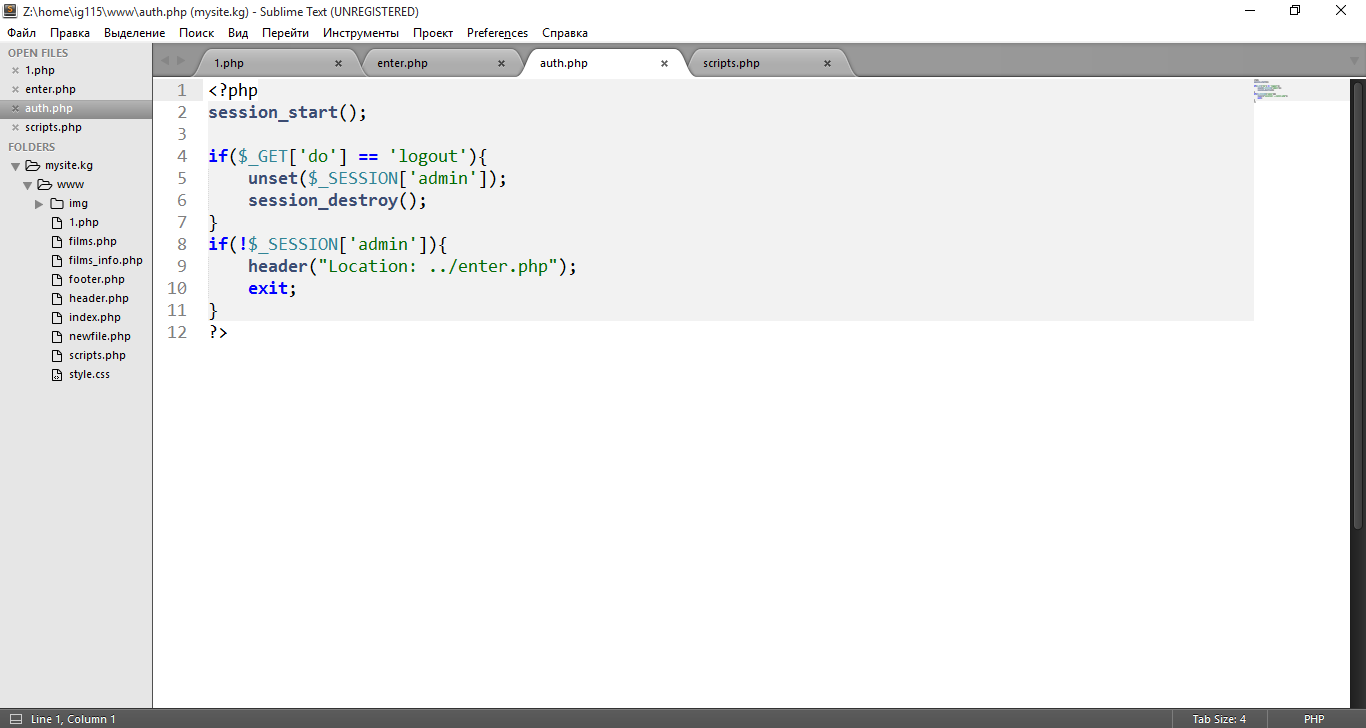 Z:\home\ig115\www\auth.php (mysite.kg) - Sublime Text (UNREGISTERED)
Файл Правка Выделение Поиск Вид Перейти Инструменты Проект Preferences Справка
OPEN FILES
1.php
enter.php
auth.php
scripts.php
FOLDERS
mysite.kg
www
img
1.php
films.php
films_info.php
footer.php
header.php
index.php
newfile.php
scripts.php
style.css
1.php enter.php auth.php scripts.php
1 <?php
2 session_start();
3
4 if($_GET['do'] == 'logout'){
5     unset($_SESSION['admin']);
6     session_destroy();
7 }
8 if(!$_SESSION['admin']){
9     header("Location: ../enter.php");
10     exit;
11 }
12 ?>
Line 1, Column 1 Tab Size: 4 PHP